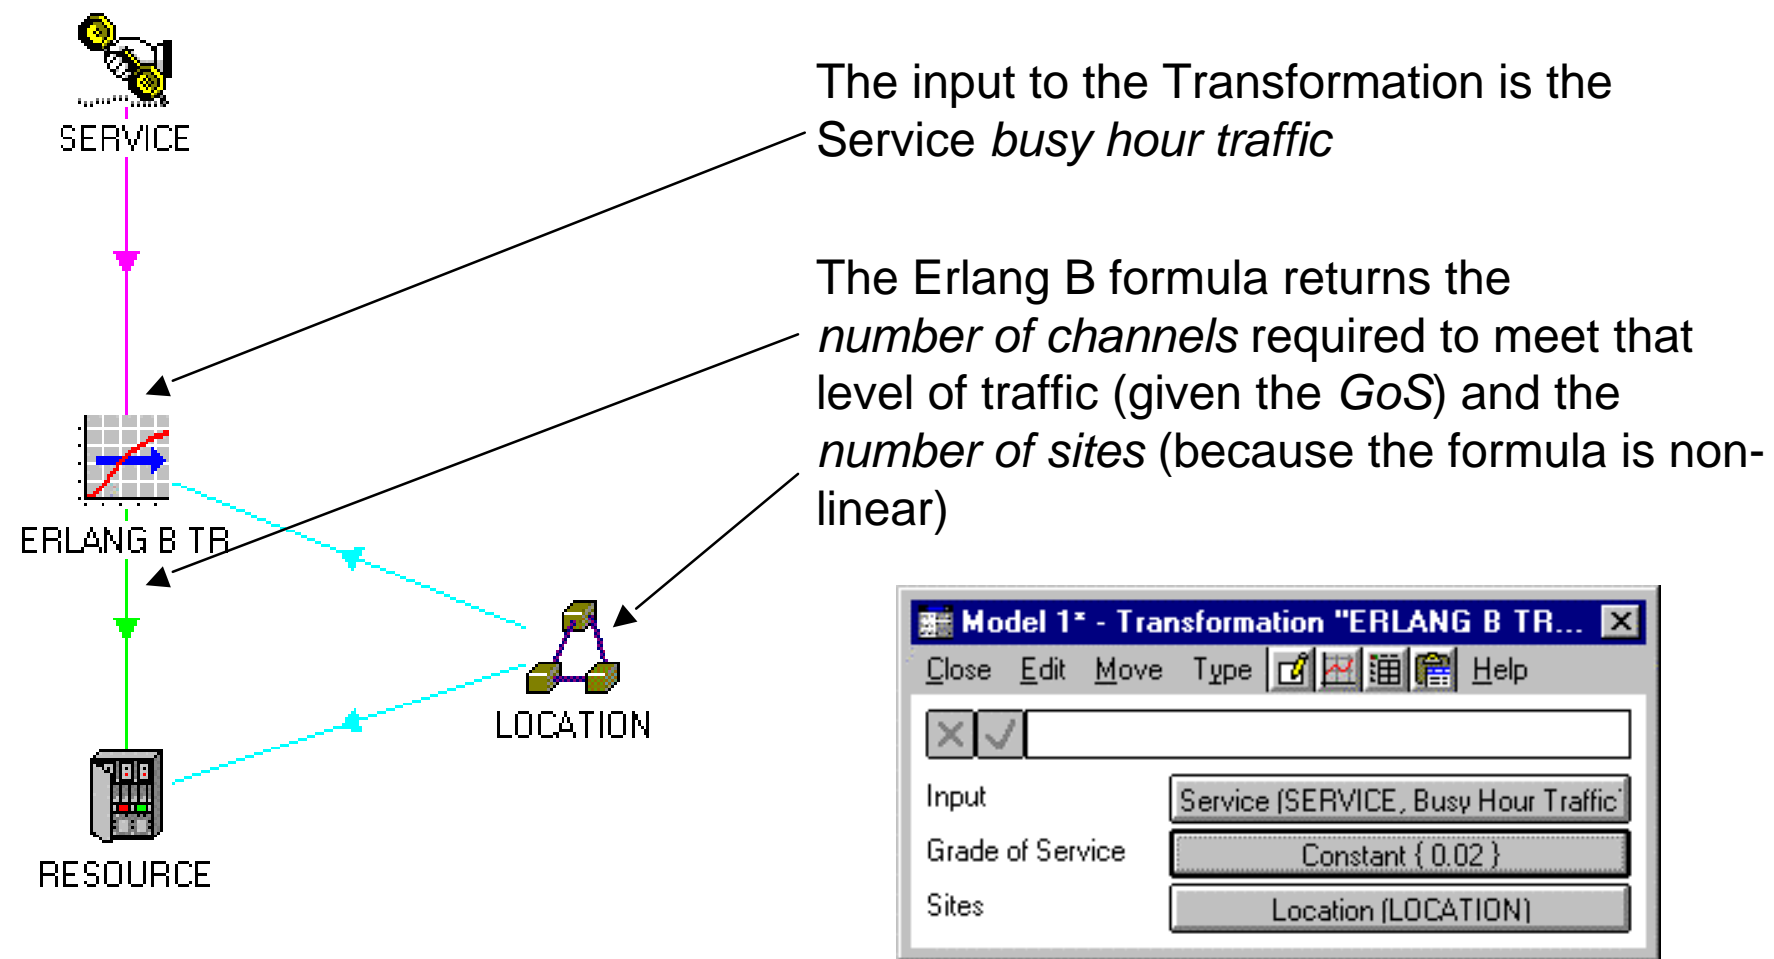 SERVICE
The input to the Transformation is the
Service busy hour traffic
The Erlang B formula returns the
number of channels required to meet that
level of traffic (given the GoS) and the
number of sites (because the formula is non-
linear)
ERLANG B TR
LOCATION
RESOURCE
Model 1* - Transformation "ERLANG B TR...
Close Edit Move Type Help
Input Service (SERVICE, Busy Hour Traffic
Grade of Service Constant { 0.02 }
Sites Location (LOCATION)